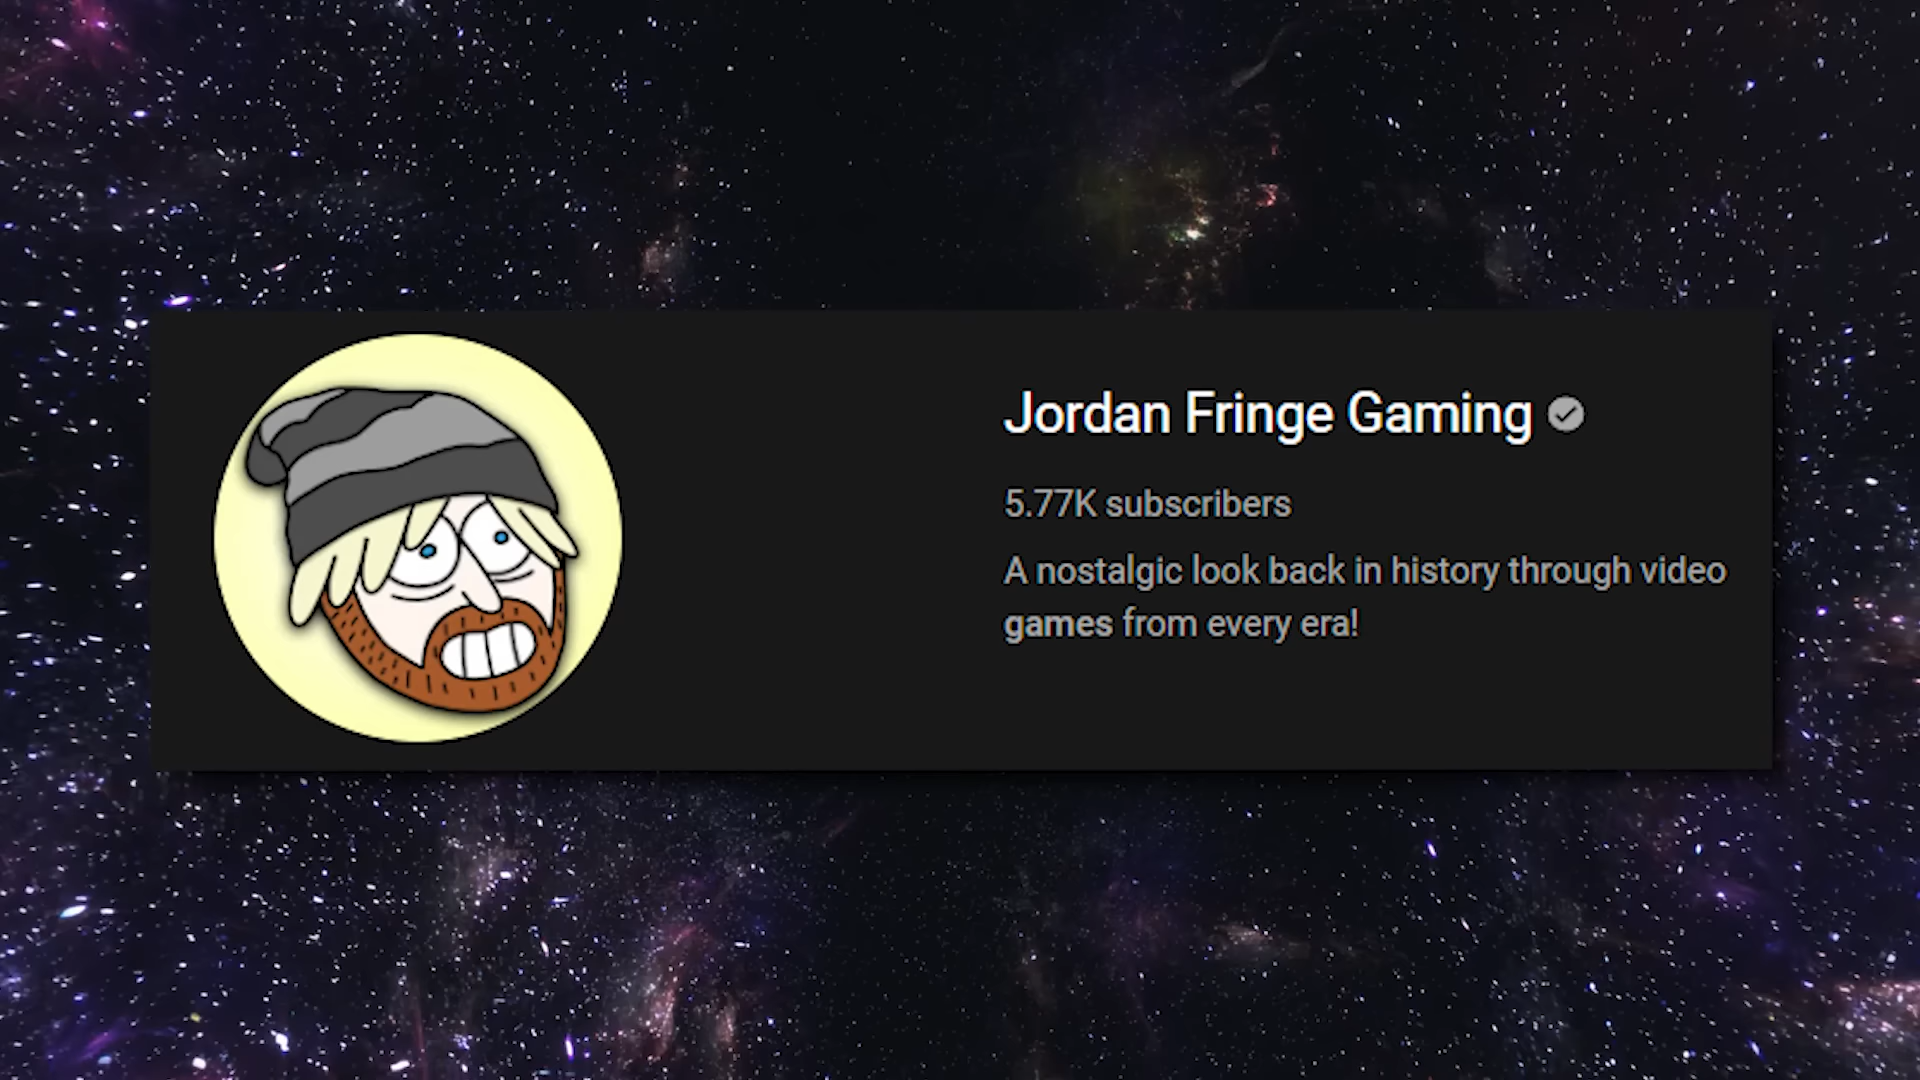 Jordan Fringe Gaming
5.77K subscribers
A nostalgic look back in history through video
games from every era!